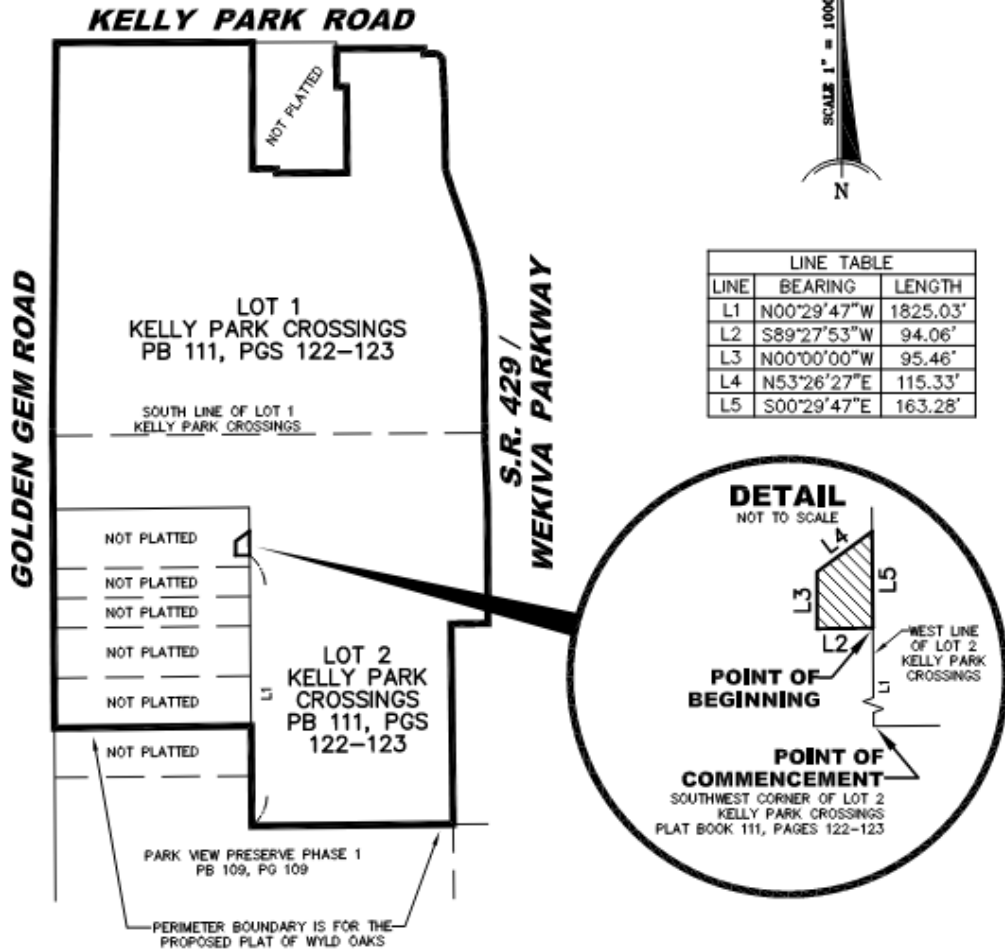 KELLY PARK ROAD
NOT PLATTED
SCALE 1" = 1000
N
LINE TABLE
LINE BEARING LENGTH
L1 N00°29'47"W 1825.03'
L2 S89°27'53"W 94.06'
L3 N00°00'00"W 95.46'
L4 N53°26'27"E 115.33'
L5 S00°29'47"E 163.28'
GOLDEN GEM ROAD
LOT 1
KELLY PARK CROSSINGS
PB 111, PGS 122-123
S.R. 429 /
WEKIVA PARKWAY
SOUTH LINE OF LOT 1
KELLY PARK CROSSINGS
NOT PLATTED
NOT PLATTED
NOT PLATTED
NOT PLATTED
NOT PLATTED
NOT PLATTED
L1
LOT 2
KELLY PARK
CROSSINGS
PB 111, PGS
122-123
DETAIL
NOT TO SCALE
L4
L3
L5
L2
WEST LINE
OF LOT 2
KELLY PARK
CROSSINGS
L1
POINT OF
BEGINNING
POINT OF
COMMENCEMENT
SOUTHWEST CORNER OF LOT 2
KELLY PARK CROSSINGS
PLAT BOOK 111, PAGES 122-123
PARK VIEW PRESERVE PHASE 1
PB 109, PG 109
PERIMETER BOUNDARY IS FOR THE
PROPOSED PLAT OF WYLD OAKS